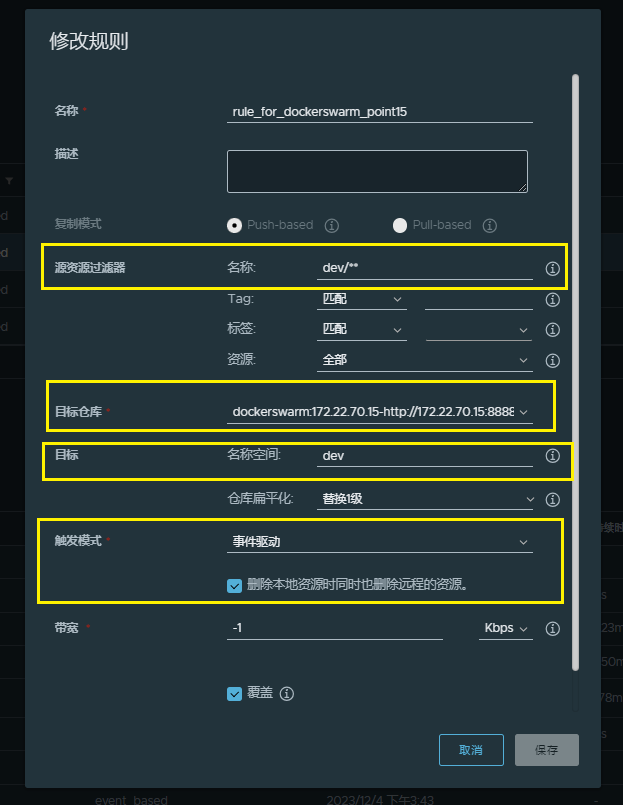 修改规则
名称 * rule_for_dockerswarm_point15
描述
复制模式 Push-based Pull-based
源资源过滤器 名称: dev/**
Tag: 匹配
标签: 匹配
资源: 全部
目标仓库 * dockerswarm:172.22.70.15-http://172.22.70.15:8888
目标 名称空间: dev
仓库扁平化: 替换1级
触发模式 * 事件驱动
删除本地资源时同时也删除远程的资源。
带宽 * -1 Kbps
覆盖
取消 保存
event_based 2023/12/4 下午3:43